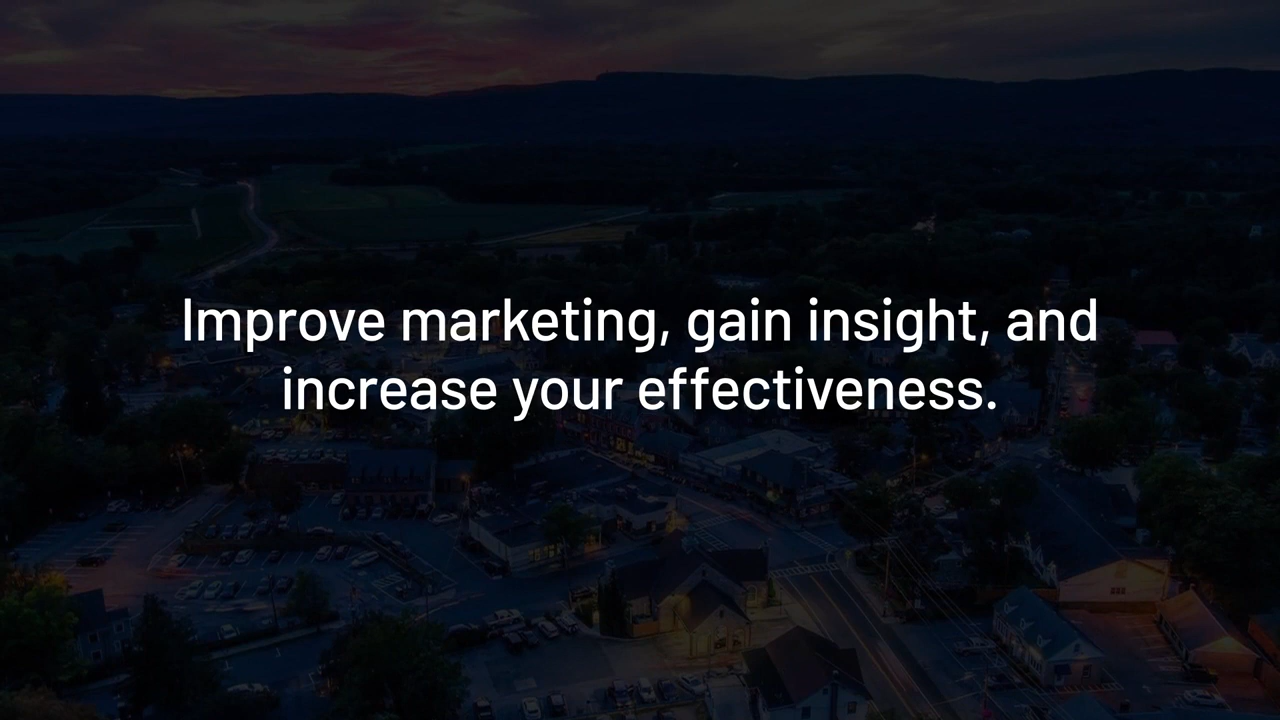 Improve marketing, gain insight, and
increase your effectiveness.